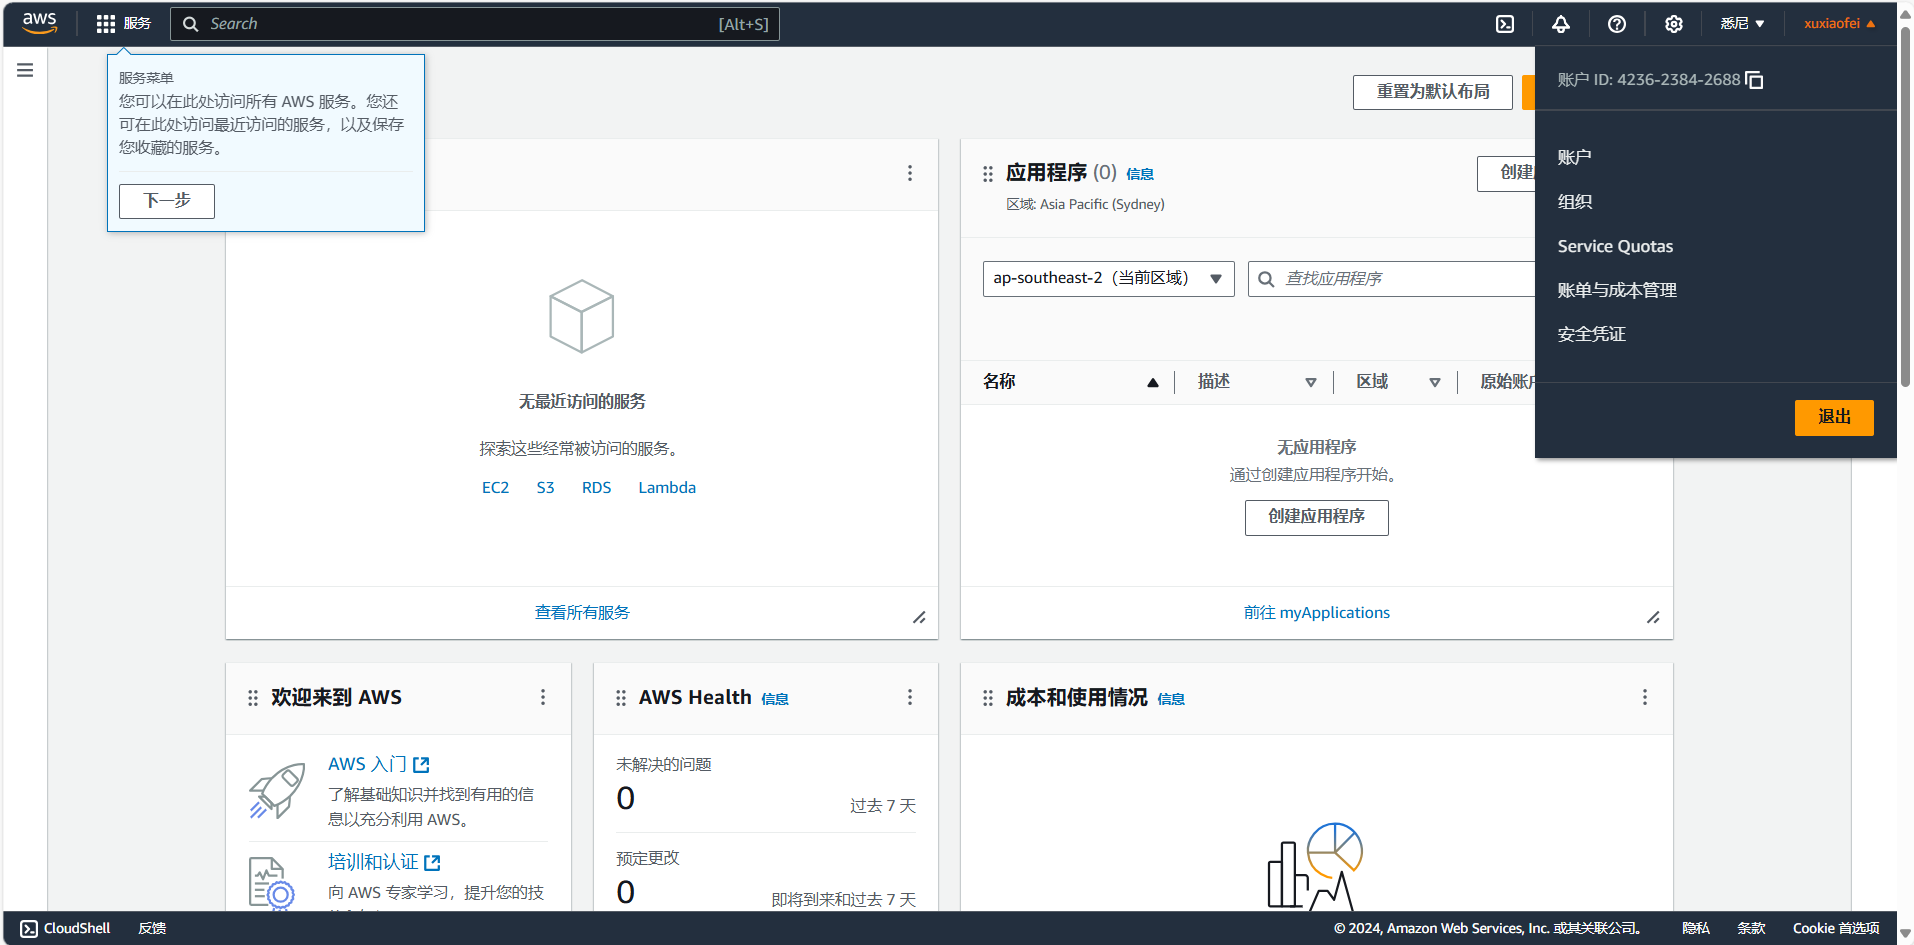 aws
服务
Search
[Alt+S]
悉尼
xuxiaofei
服务菜单
您可以在此处访问所有 AWS 服务。您还
可在此处访问最近访问的服务，以及保存
您收藏的服务。
下一步
重置为默认布局
账户 ID: 4236-2384-2688
账户
组织
Service Quotas
账单与成本管理
安全凭证
退出
应用程序 (0) 信息
区域: Asia Pacific (Sydney)
创建
ap-southeast-2（当前区域）
查找应用程序
名称
描述
区域
原始账户
无应用程序
通过创建应用程序开始。
创建应用程序
前往 myApplications
无最近访问的服务
探索这些经常被访问的服务。
EC2 S3 RDS Lambda
查看所有服务
欢迎来到 AWS
AWS 入门
了解基础知识并找到有用的信
息以充分利用 AWS。
培训和认证
向 AWS 专家学习，提升您的技
AWS Health 信息
未解决的问题
0
过去 7 天
预定更改
0
即将到来和过去 7 天
成本和使用情况 信息
CloudShell
反馈
© 2024, Amazon Web Services, Inc. 或其关联公司。
隐私
条款
Cookie 首选项